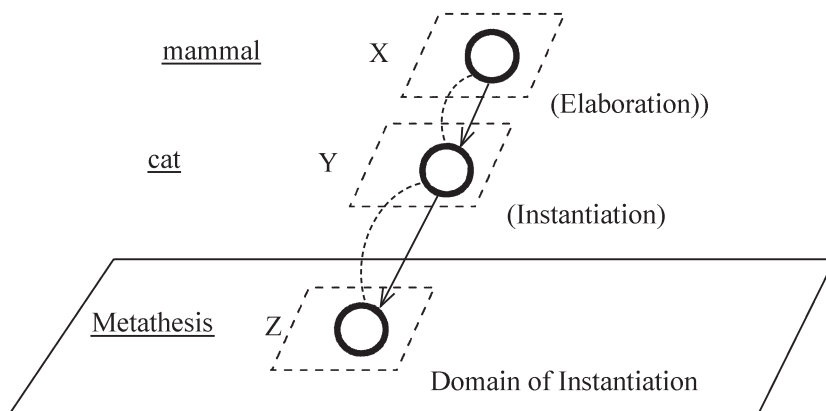 mammal X
(Elaboration))
cat Y
(Instantiation)
Metathesis Z
Domain of Instantiation